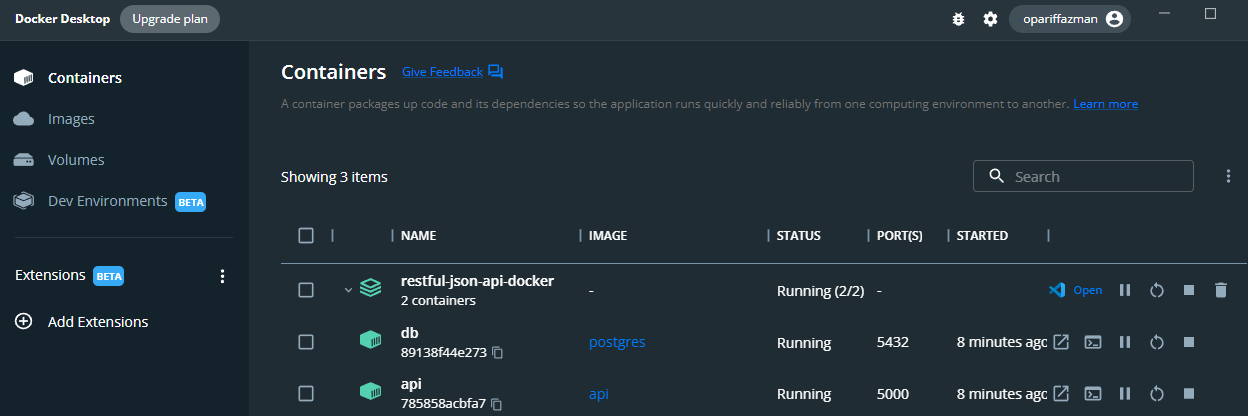 Docker Desktop Upgrade plan opariffazman
Containers
Images
Volumes
Dev Environments BETA
Extensions BETA
Add Extensions
Containers Give Feedback
A container packages up code and its dependencies so the application runs quickly and reliably from one computing environment to another. Learn more
Showing 3 items Search
NAME IMAGE STATUS PORT(S) STARTED
restful-json-api-docker
2 containers - Running (2/2) - Open
db
89138f44e273 postgres Running 5432 8 minutes ago
api
785858acbfa7 api Running 5000 8 minutes ago